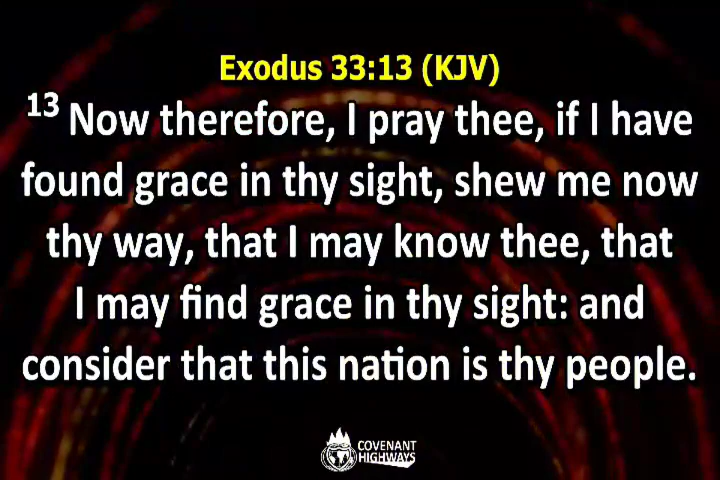 Exodus 33:13 (KJV)
13 Now therefore, I pray thee, if I have
found grace in thy sight, shew me now
thy way, that I may know thee, that
I may find grace in thy sight: and
consider that this nation is thy people.
COVENANT
HIGHWAYS